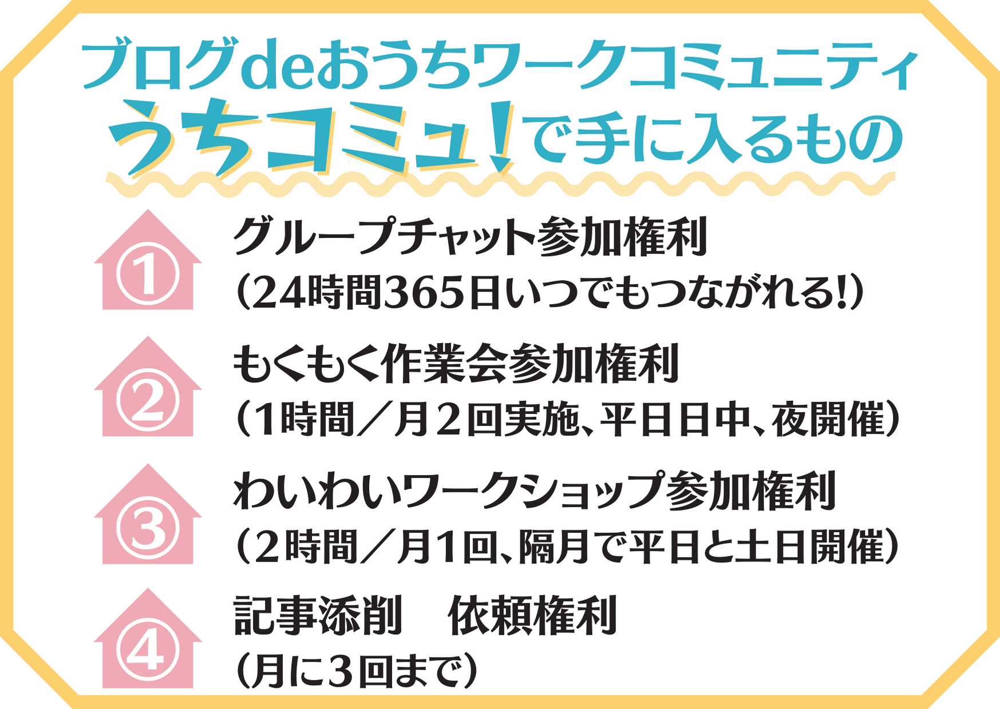 ブログdeおうちワークコミュニティ
うちコミュ!で手に入るもの
①
グループチャット参加権利
（24時間365日いつでもつながれる!）
②
もくもく作業会参加権利
（1時間／月2回実施、平日日中、夜開催）
③
わいわいワークショップ参加権利
（2時間／月1回、隔月で平日と土日開催）
④
記事添削　依頼権利
（月に3回まで）